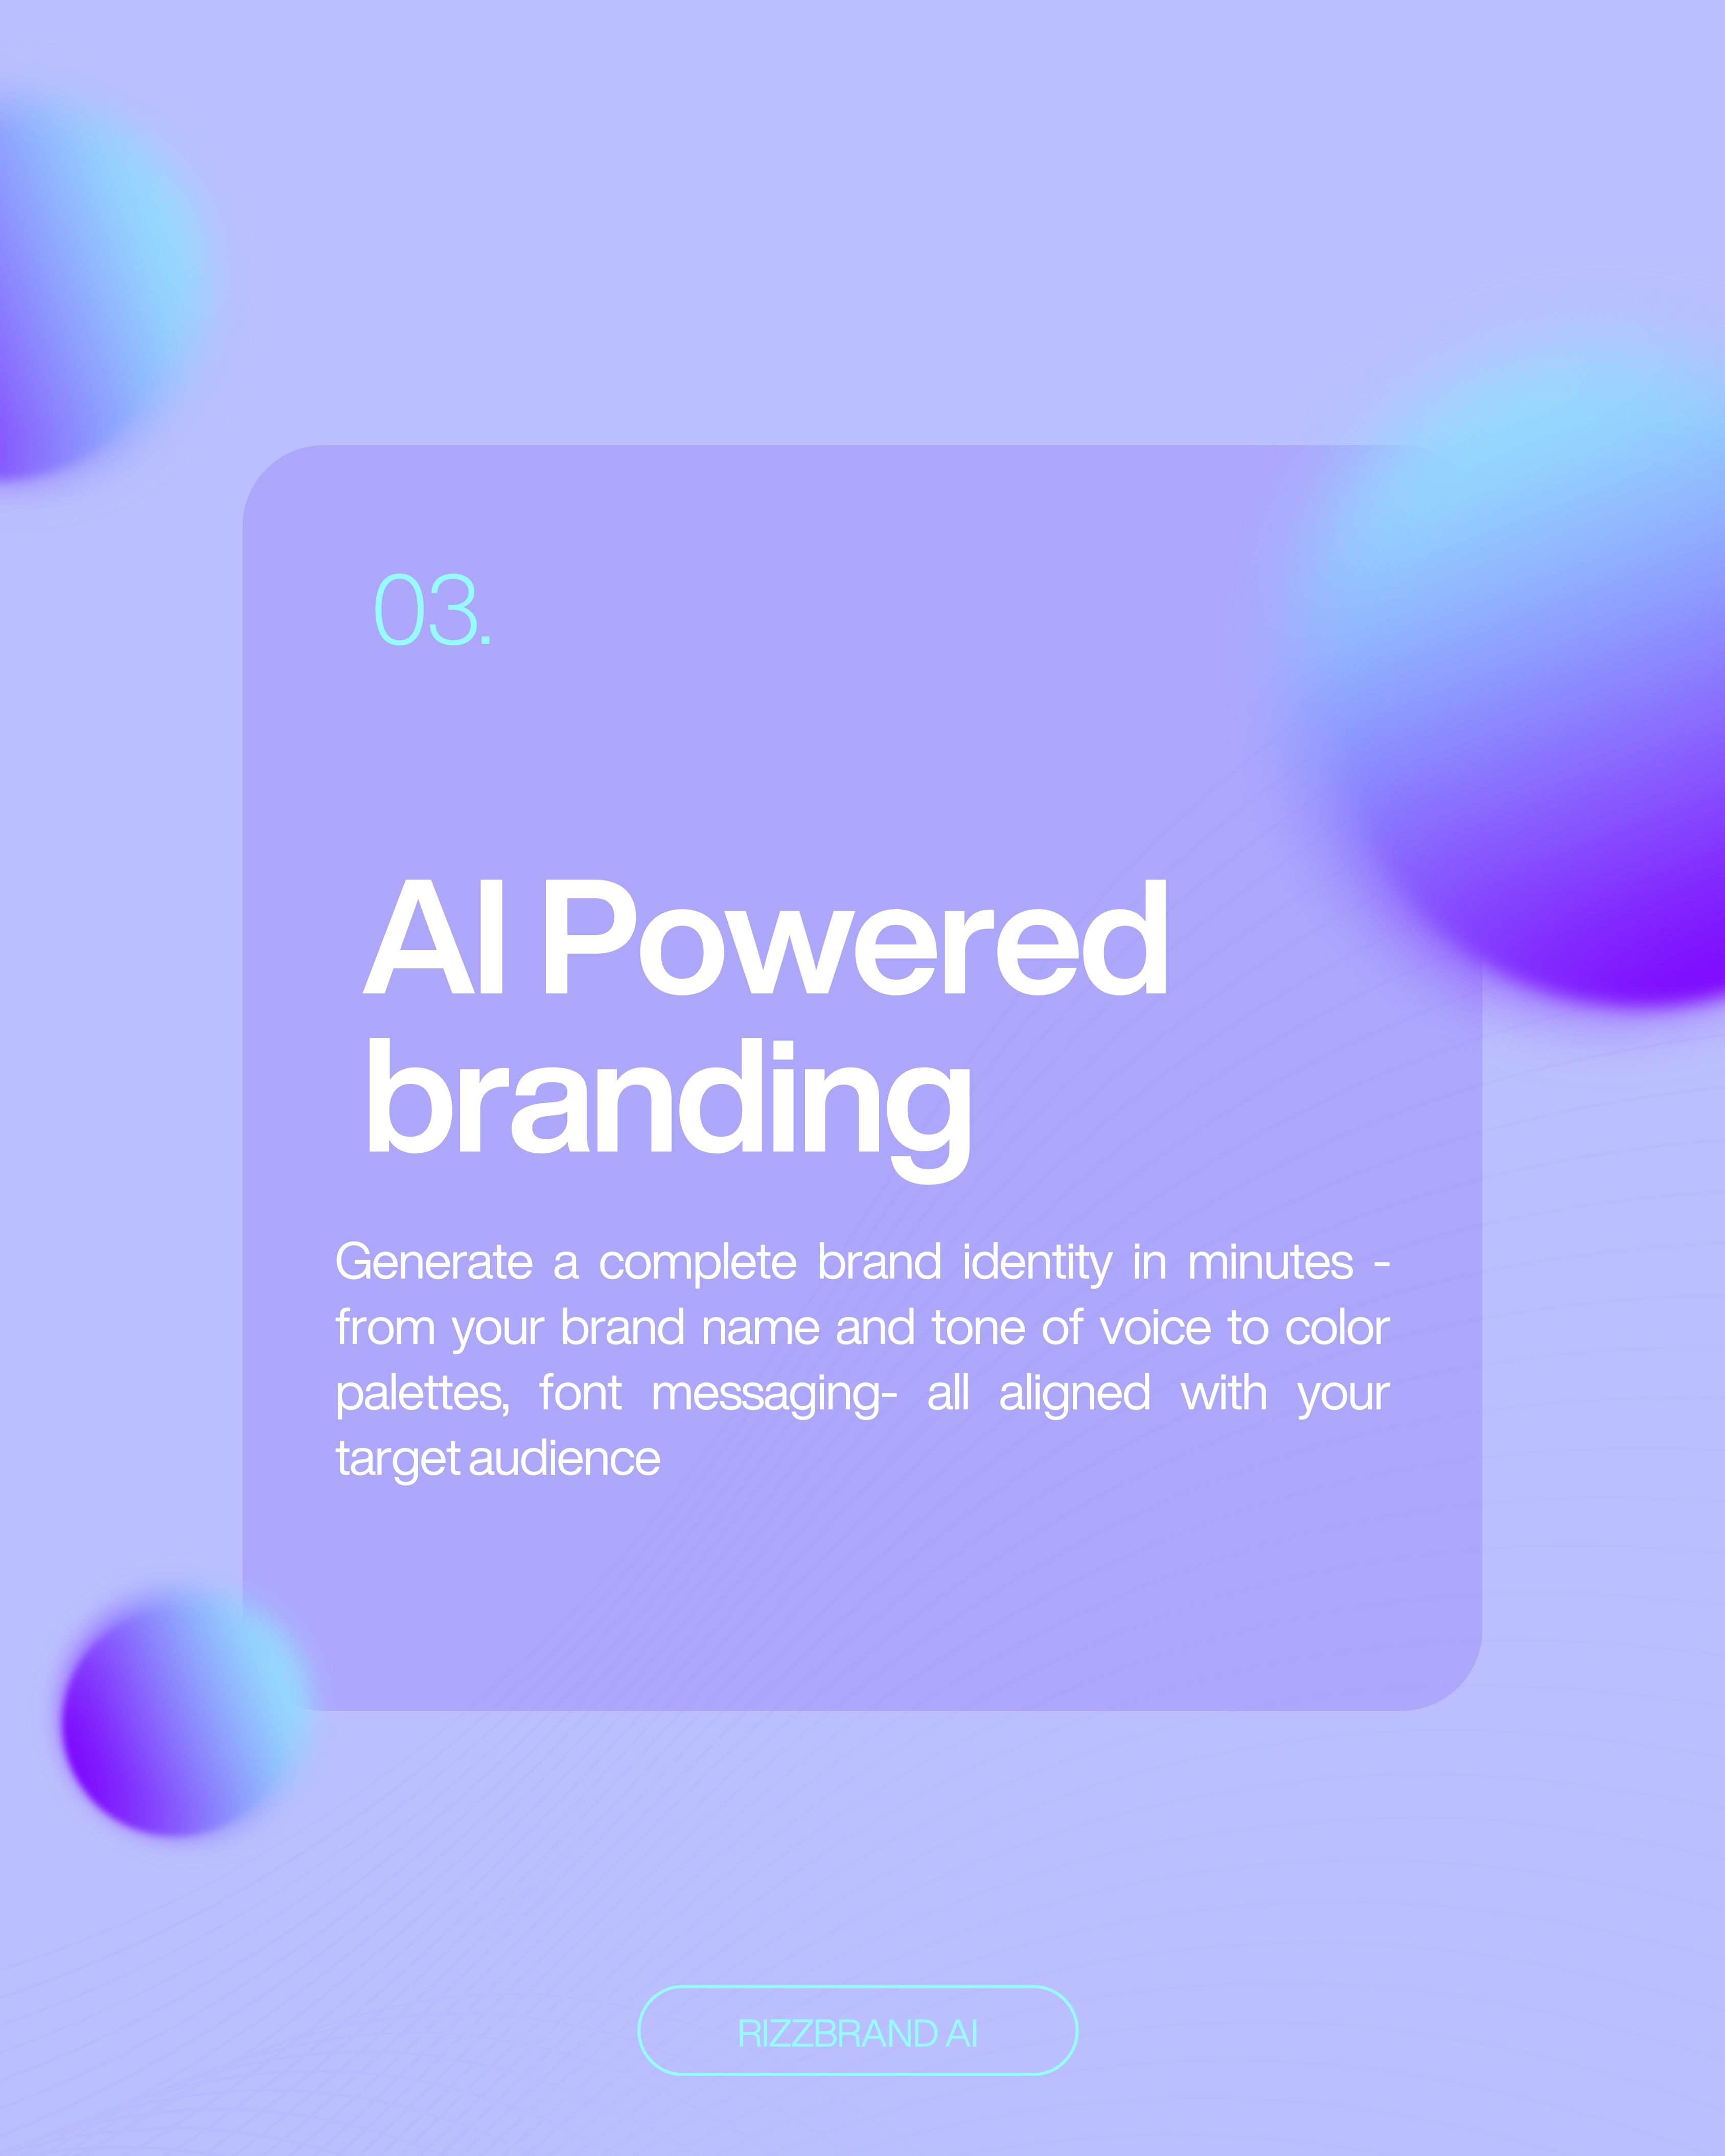 03.
AI Powered
branding
Generate a complete brand identity in minutes -
from your brand name and tone of voice to color
palettes, font messaging- all aligned with your
target audience
RIZZBRAND AI